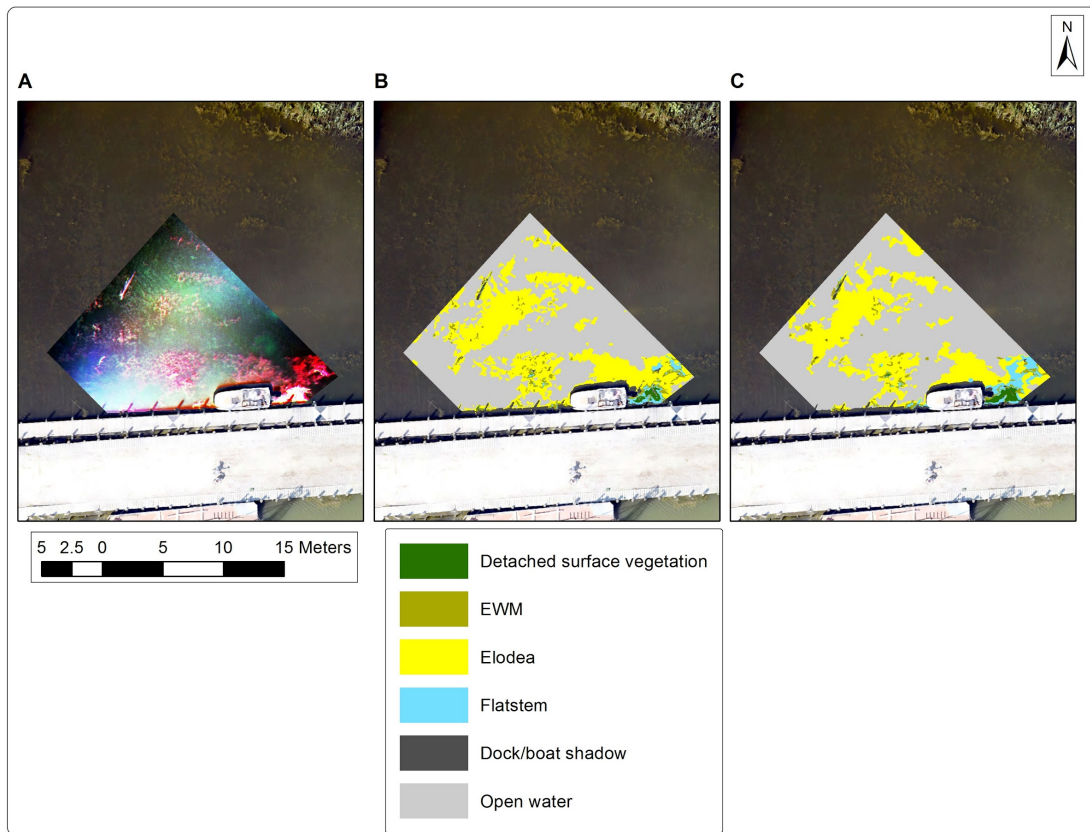 N
A
B
C
5 2.5 0 5 10 15 Meters
Detached surface vegetation
EWM
Elodea
Flatstem
Dock/boat shadow
Open water